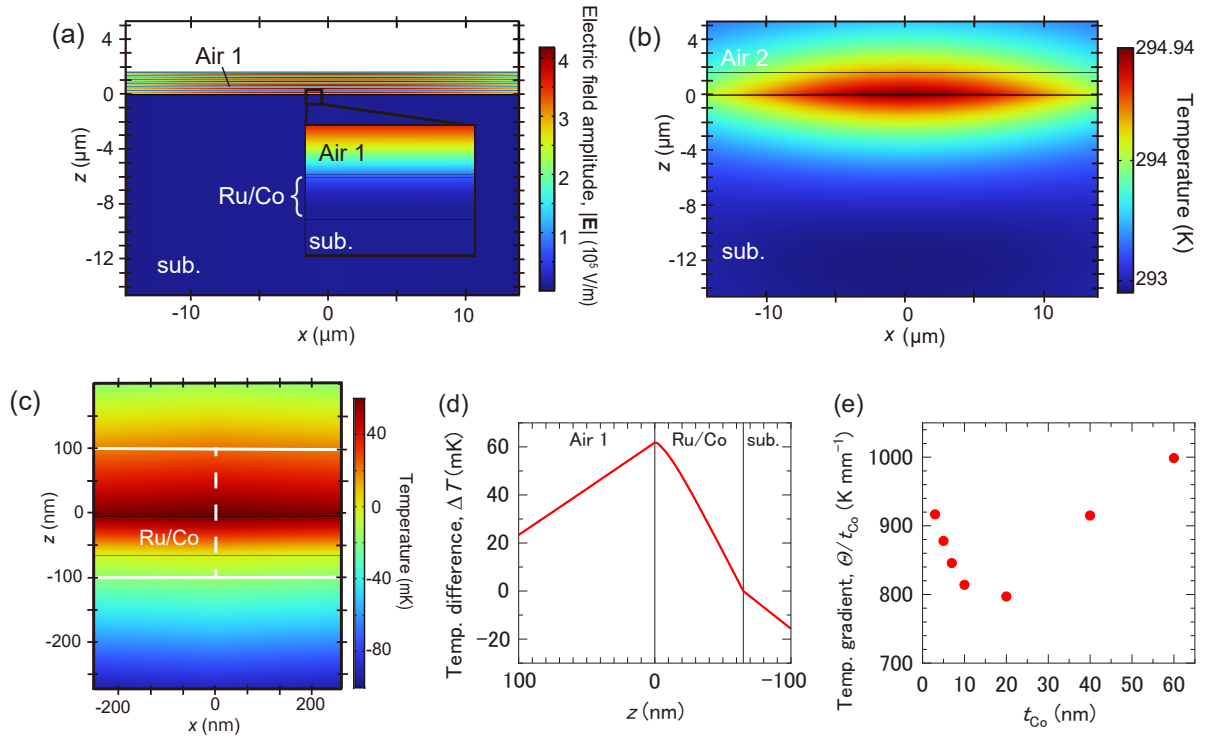 (a)
Air 1
4
0
-4
-8
-12
z (µm)
-10
0
10
x (µm)
Air 1
Ru/Co
sub.
sub.
4
3
2
1
Electric field amplitude, |E| (10⁵ V/m)
(b)
Air 2
4
0
-4
-8
-12
z (µm)
sub.
-10
0
10
x (µm)
294.94
294
293
Temperature (K)
(c)
100
0
-100
-200
z (nm)
Ru/Co
-200
-100
0
100
200
x (nm)
40
0
-40
-80
Temperature (mK)
(d)
Air 1
Ru/Co
sub.
60
40
20
0
−20
Temp. difference, ΔT (mK)
100
0
−100
z (nm)
(e)
1000
900
800
700
Temp. gradient, Θ/t_Co (K mm⁻¹)
0
10
20
30
40
50
60
t_Co (nm)